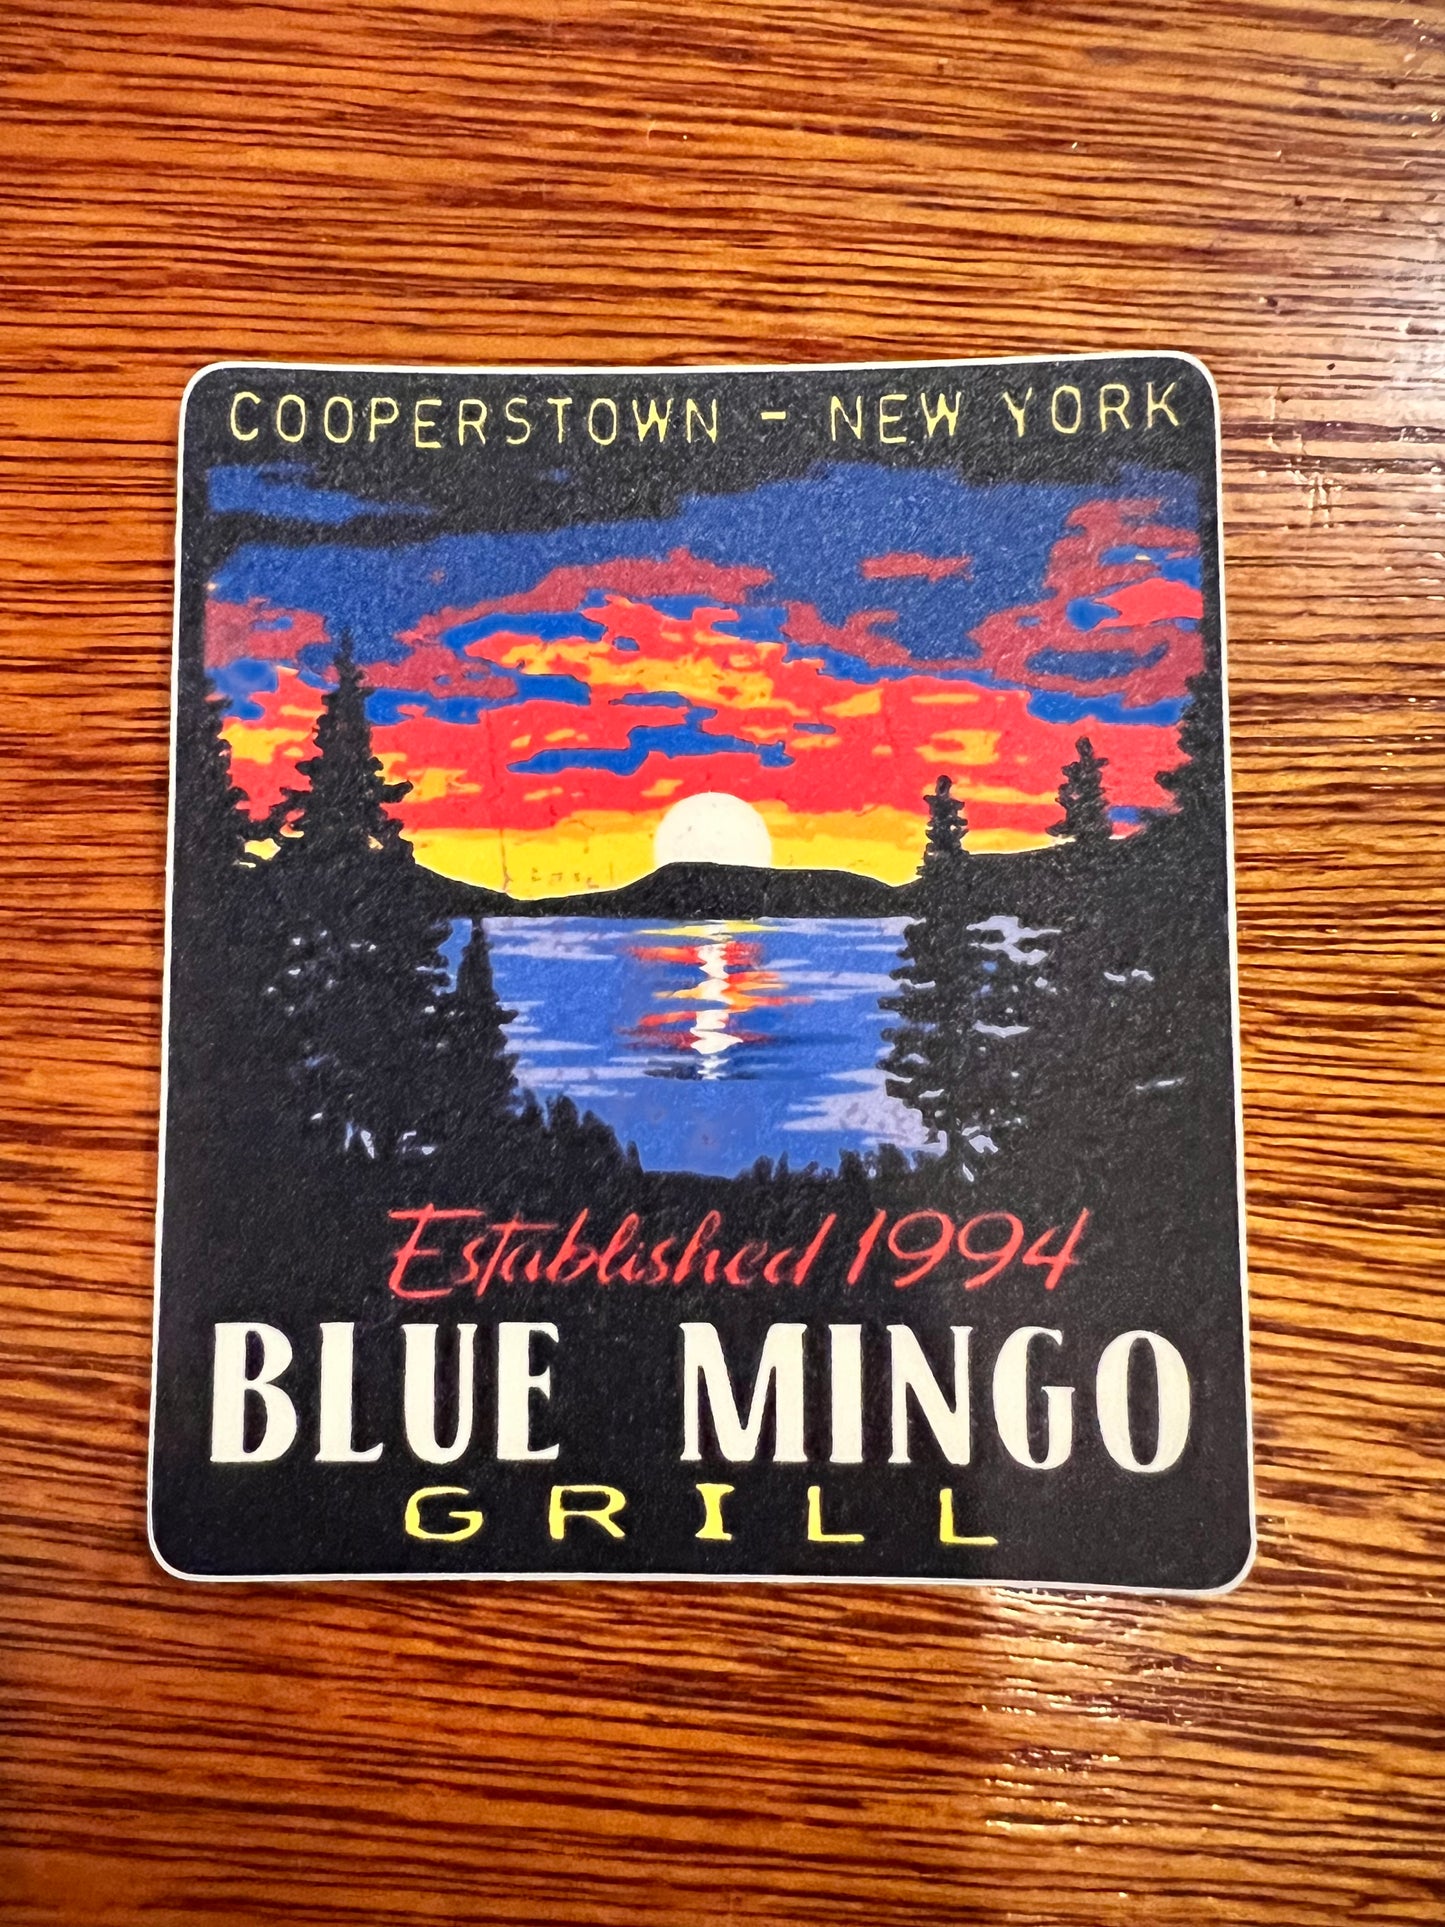 COOPERSTOWN - NEW YORK
Established 1994
BLUE MINGO
GRILL